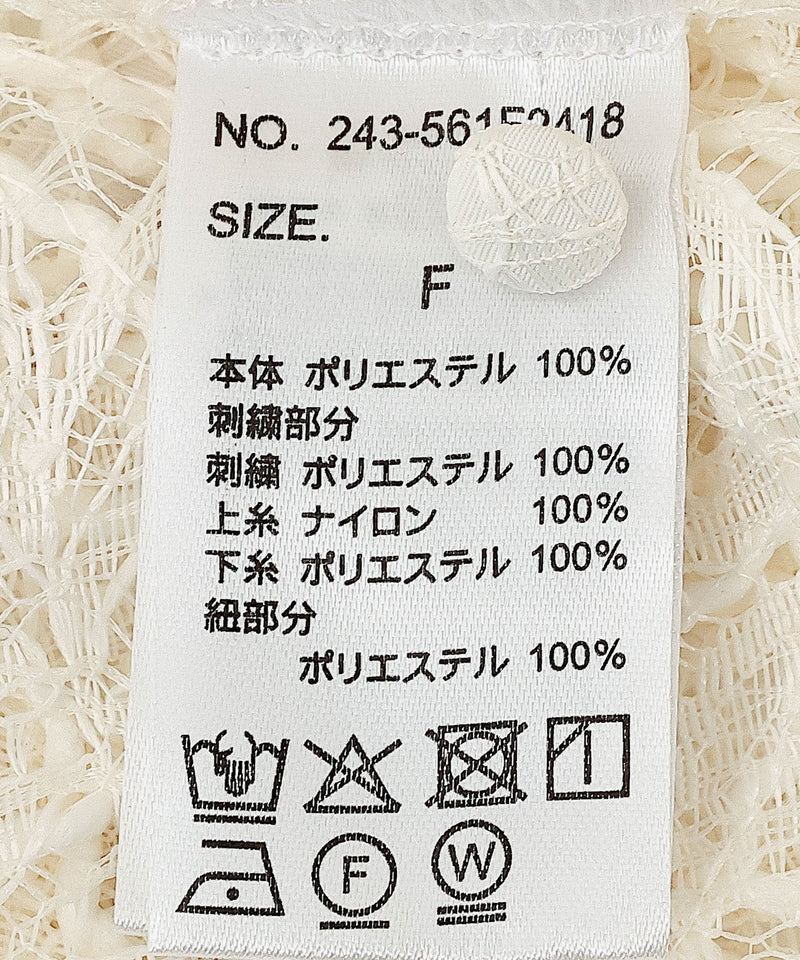 NO. 243-561F2418
SIZE.
F
本体 ポリエステル 100%
刺繍部分
刺繍 ポリエステル 100%
上糸 ナイロン 100%
下糸 ポリエステル 100%
紐部分
ポリエステル 100%
F W